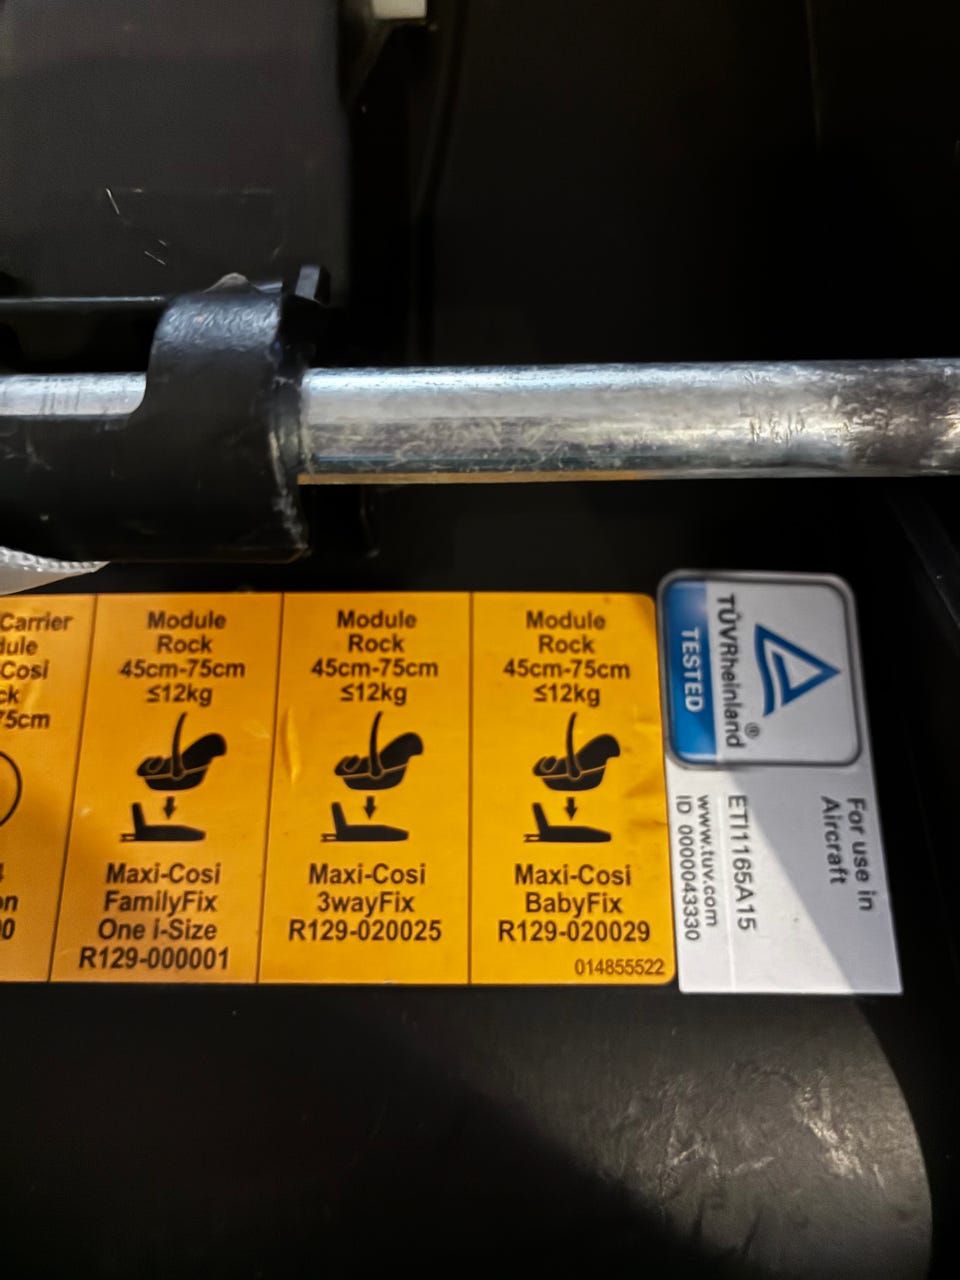 Carrier
Cosi
75cm
Module
Rock
45cm-75cm
≤12kg
Maxi-Cosi
FamilyFix
One i-Size
R129-000001
Module
Rock
45cm-75cm
≤12kg
Maxi-Cosi
3wayFix
R129-020025
Module
Rock
45cm-75cm
≤12kg
Maxi-Cosi
BabyFix
R129-020029
014855522
TÜVRheinland®
TESTED
For use in
Aircraft
ETI1165A15
www.tuv.com
ID 0000043330